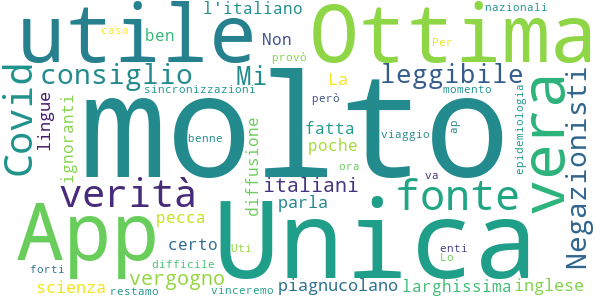 casa l'italiano nazionali
utile Ottima
ben Non Per
provò
consiglio Mi La leggibile
sincronizzazioni momento
Covid lingue ignoranti molto però vera Negazionisti epidemiologia
diffusione fatta viaggio ap
poche benne
ora
verità italiani va
parla fonte
App pecca Unica
certo Uti enti
difficile Lo
forti vergogno piagnucolano larghissima inglese
scienza restamo vinceremo